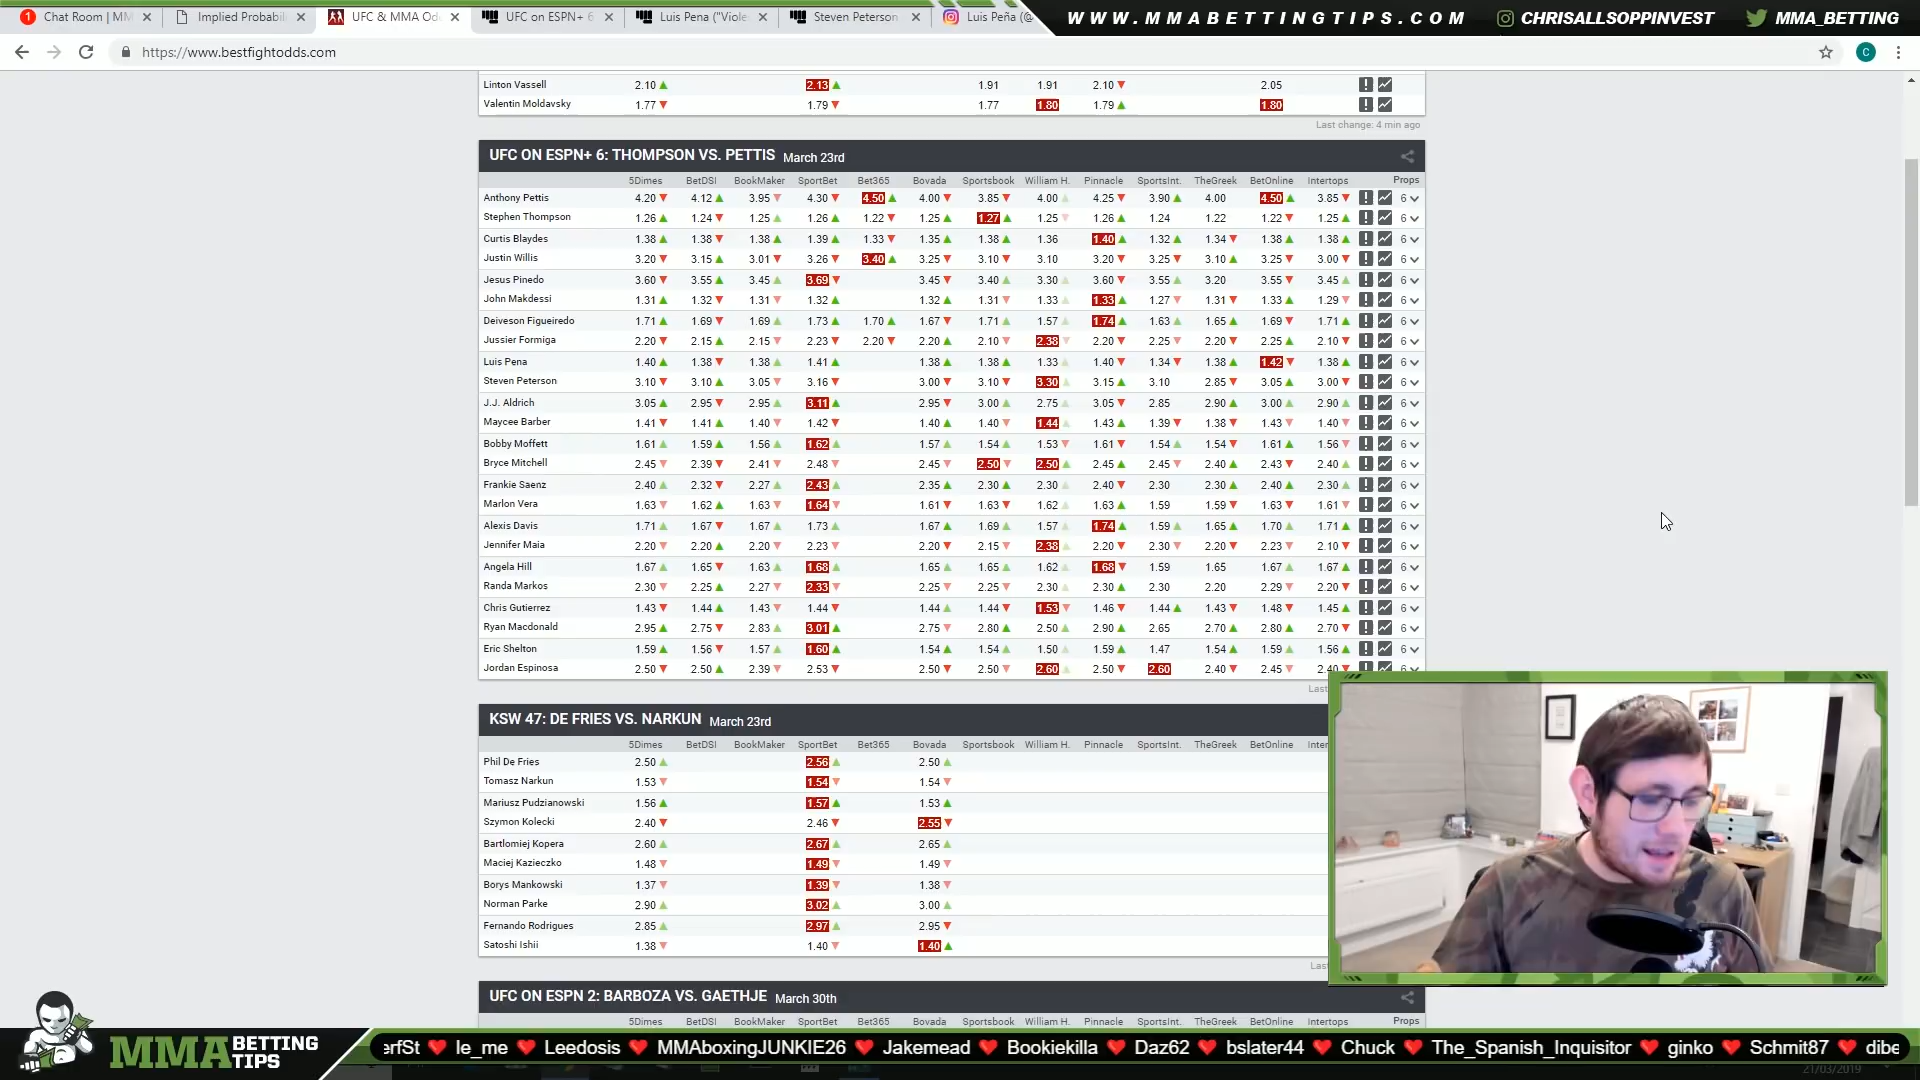 Chat Room | MM
Implied Probabil
UFC & MMA Od
UFC on ESPN+ 6
Luis Pena ("Viole
Steven Peterson
Luis Peña (@
WWW.MMABETTINGTIPS.COM
CHRISALLSOPPINVEST
MMA_BETTING
https://www.bestfightodds.com
C
Linton Vassell 2.10 2.13 1.91 1.91 2.10 2.05
Valentin Moldavsky 1.77 1.79 1.77 1.80 1.79 1.80
Last change: 4 min ago
UFC ON ESPN+ 6: THOMPSON VS. PETTIS March 23rd
5Dimes BetDSI BookMaker SportBet Bet365 Bovada Sportsbook William H. Pinnacle SportsInt. TheGreek BetOnline Intertops Props
Anthony Pettis 4.20 4.12 3.95 4.30 4.50 4.00 3.85 4.00 4.25 3.90 4.00 4.50 3.85 6
Stephen Thompson 1.26 1.24 1.25 1.26 1.22 1.25 1.27 1.25 1.26 1.24 1.22 1.22 1.25 6
Curtis Blaydes 1.38 1.38 1.38 1.39 1.33 1.35 1.38 1.36 1.40 1.32 1.34 1.38 1.38 6
Justin Willis 3.20 3.15 3.01 3.26 3.40 3.25 3.10 3.10 3.20 3.25 3.10 3.25 3.00 6
Jesus Pinedo 3.60 3.55 3.45 3.69 3.45 3.40 3.30 3.60 3.55 3.20 3.55 3.45 6
John Makdessi 1.31 1.32 1.31 1.32 1.32 1.31 1.33 1.33 1.27 1.31 1.33 1.29 6
Deiveson Figueiredo 1.71 1.69 1.69 1.73 1.70 1.67 1.71 1.57 1.74 1.63 1.65 1.69 1.71 6
Jussier Formiga 2.20 2.15 2.15 2.23 2.20 2.20 2.10 2.38 2.20 2.25 2.20 2.25 2.10 6
Luis Pena 1.40 1.38 1.38 1.41 1.38 1.38 1.33 1.40 1.34 1.38 1.42 1.38 6
Steven Peterson 3.10 3.10 3.05 3.16 3.00 3.10 3.30 3.15 3.10 2.85 3.05 3.00 6
J.J. Aldrich 3.05 2.95 2.95 3.11 2.95 3.00 2.75 3.05 2.85 2.90 3.00 2.90 6
Maycee Barber 1.41 1.41 1.40 1.42 1.40 1.40 1.44 1.43 1.39 1.38 1.43 1.40 6
Bobby Moffett 1.61 1.59 1.56 1.62 1.57 1.54 1.53 1.61 1.54 1.54 1.61 1.56 6
Bryce Mitchell 2.45 2.39 2.41 2.48 2.45 2.50 2.50 2.45 2.45 2.40 2.43 2.40 6
Frankie Saenz 2.40 2.32 2.27 2.43 2.35 2.30 2.30 2.40 2.30 2.30 2.40 2.30 6
Marlon Vera 1.63 1.62 1.63 1.64 1.61 1.63 1.62 1.63 1.59 1.59 1.63 1.61 6
Alexis Davis 1.71 1.67 1.67 1.73 1.67 1.69 1.57 1.74 1.59 1.65 1.70 1.71 6
Jennifer Maia 2.20 2.20 2.20 2.23 2.20 2.15 2.38 2.20 2.30 2.20 2.23 2.10 6
Angela Hill 1.67 1.65 1.63 1.68 1.65 1.65 1.62 1.68 1.59 1.65 1.67 1.67 6
Randa Markos 2.30 2.25 2.27 2.33 2.25 2.25 2.30 2.30 2.30 2.20 2.29 2.20 6
Chris Gutierrez 1.43 1.44 1.43 1.44 1.44 1.44 1.53 1.46 1.44 1.43 1.48 1.45 6
Ryan Macdonald 2.95 2.75 2.83 3.01 2.75 2.80 2.50 2.90 2.65 2.70 2.80 2.70 6
Eric Shelton 1.59 1.56 1.57 1.60 1.54 1.54 1.50 1.59 1.47 1.54 1.59 1.56 6
Jordan Espinosa 2.50 2.50 2.39 2.53 2.50 2.50 2.60 2.50 2.60 2.40 2.45 2.40 6
Last
KSW 47: DE FRIES VS. NARKUN March 23rd
5Dimes BetDSI BookMaker SportBet Bet365 Bovada Sportsbook William H. Pinnacle SportsInt. TheGreek BetOnline Inter
Phil De Fries 2.50 2.56 2.50
Tomasz Narkun 1.53 1.54 1.54
Mariusz Pudzianowski 1.56 1.57 1.53
Szymon Kolecki 2.40 2.46 2.55
Bartlomiej Kopera 2.60 2.67 2.65
Maciej Kazieczko 1.48 1.49 1.49
Borys Mankowski 1.37 1.39 1.38
Norman Parke 2.90 3.02 3.00
Fernando Rodrigues 2.85 2.97 2.95
Satoshi Ishii 1.38 1.40 1.40
Last
UFC ON ESPN 2: BARBOZA VS. GAETHJE March 30th
5Dimes BetDSI BookMaker SportBet Bet365 Bovada Sportsbook William H. Pinnacle SportsInt. TheGreek BetOnline Intertops Props
MMA BETTING TIPS
erfSt le_me Leedosis MMAboxingJUNKIE26 Jakemead Bookiekilla Daz62 bslater44 Chuck The_Spanish_Inquisitor ginko Schmit87 dibe
21/03/2019